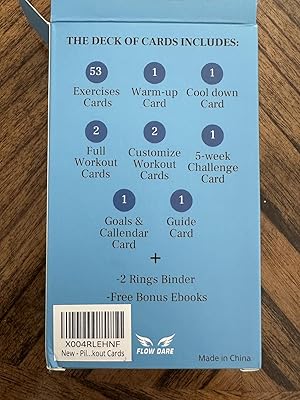 THE DECK OF CARDS INCLUDES:
53
Exercises
Cards
1
Warm-up
Card
1
Cool down
Card
2
Full
Workout
Cards
2
Customize
Workout
Cards
1
5-week
Challenge
Card
1
Goals &
Callendar
Card
1
Guide
Card
+
-2 Rings Binder
-Free Bonus Ebooks
X004RLEHNF
New - Pil...kout Cards
FLOW DARE
Made in China